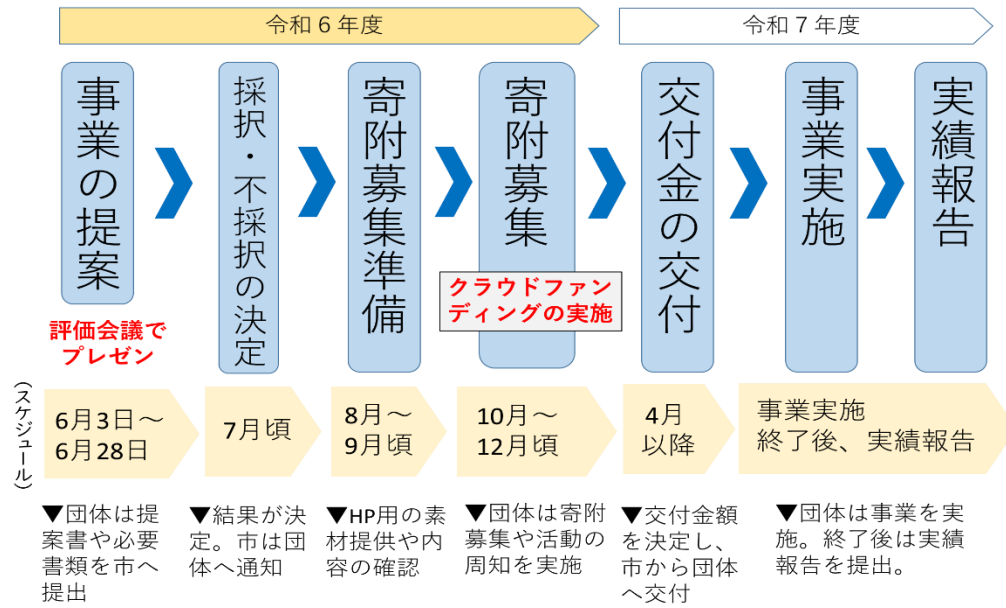 令和６年度
令和７年度
事業の提案
採択・不採択の決定
寄附募集準備
寄附募集
交付金の交付
事業実施
実績報告
評価会議で
プレゼン
クラウドファン
ディングの実施
(スケジュール)
6月3日～
6月28日
7月頃
8月～
9月頃
10月～
12月頃
4月
以降
事業実施
終了後、実績報告
▼団体は提
案書や必要
書類を市へ
提出
▼結果が決
定。市は団
体へ通知
▼HP用の素
材提供や内
容の確認
▼団体は寄附
募集や活動の
周知を実施
▼交付金額
を決定し、
市から団体
へ交付
▼団体は事業を実
施。終了後は実績
報告を提出。